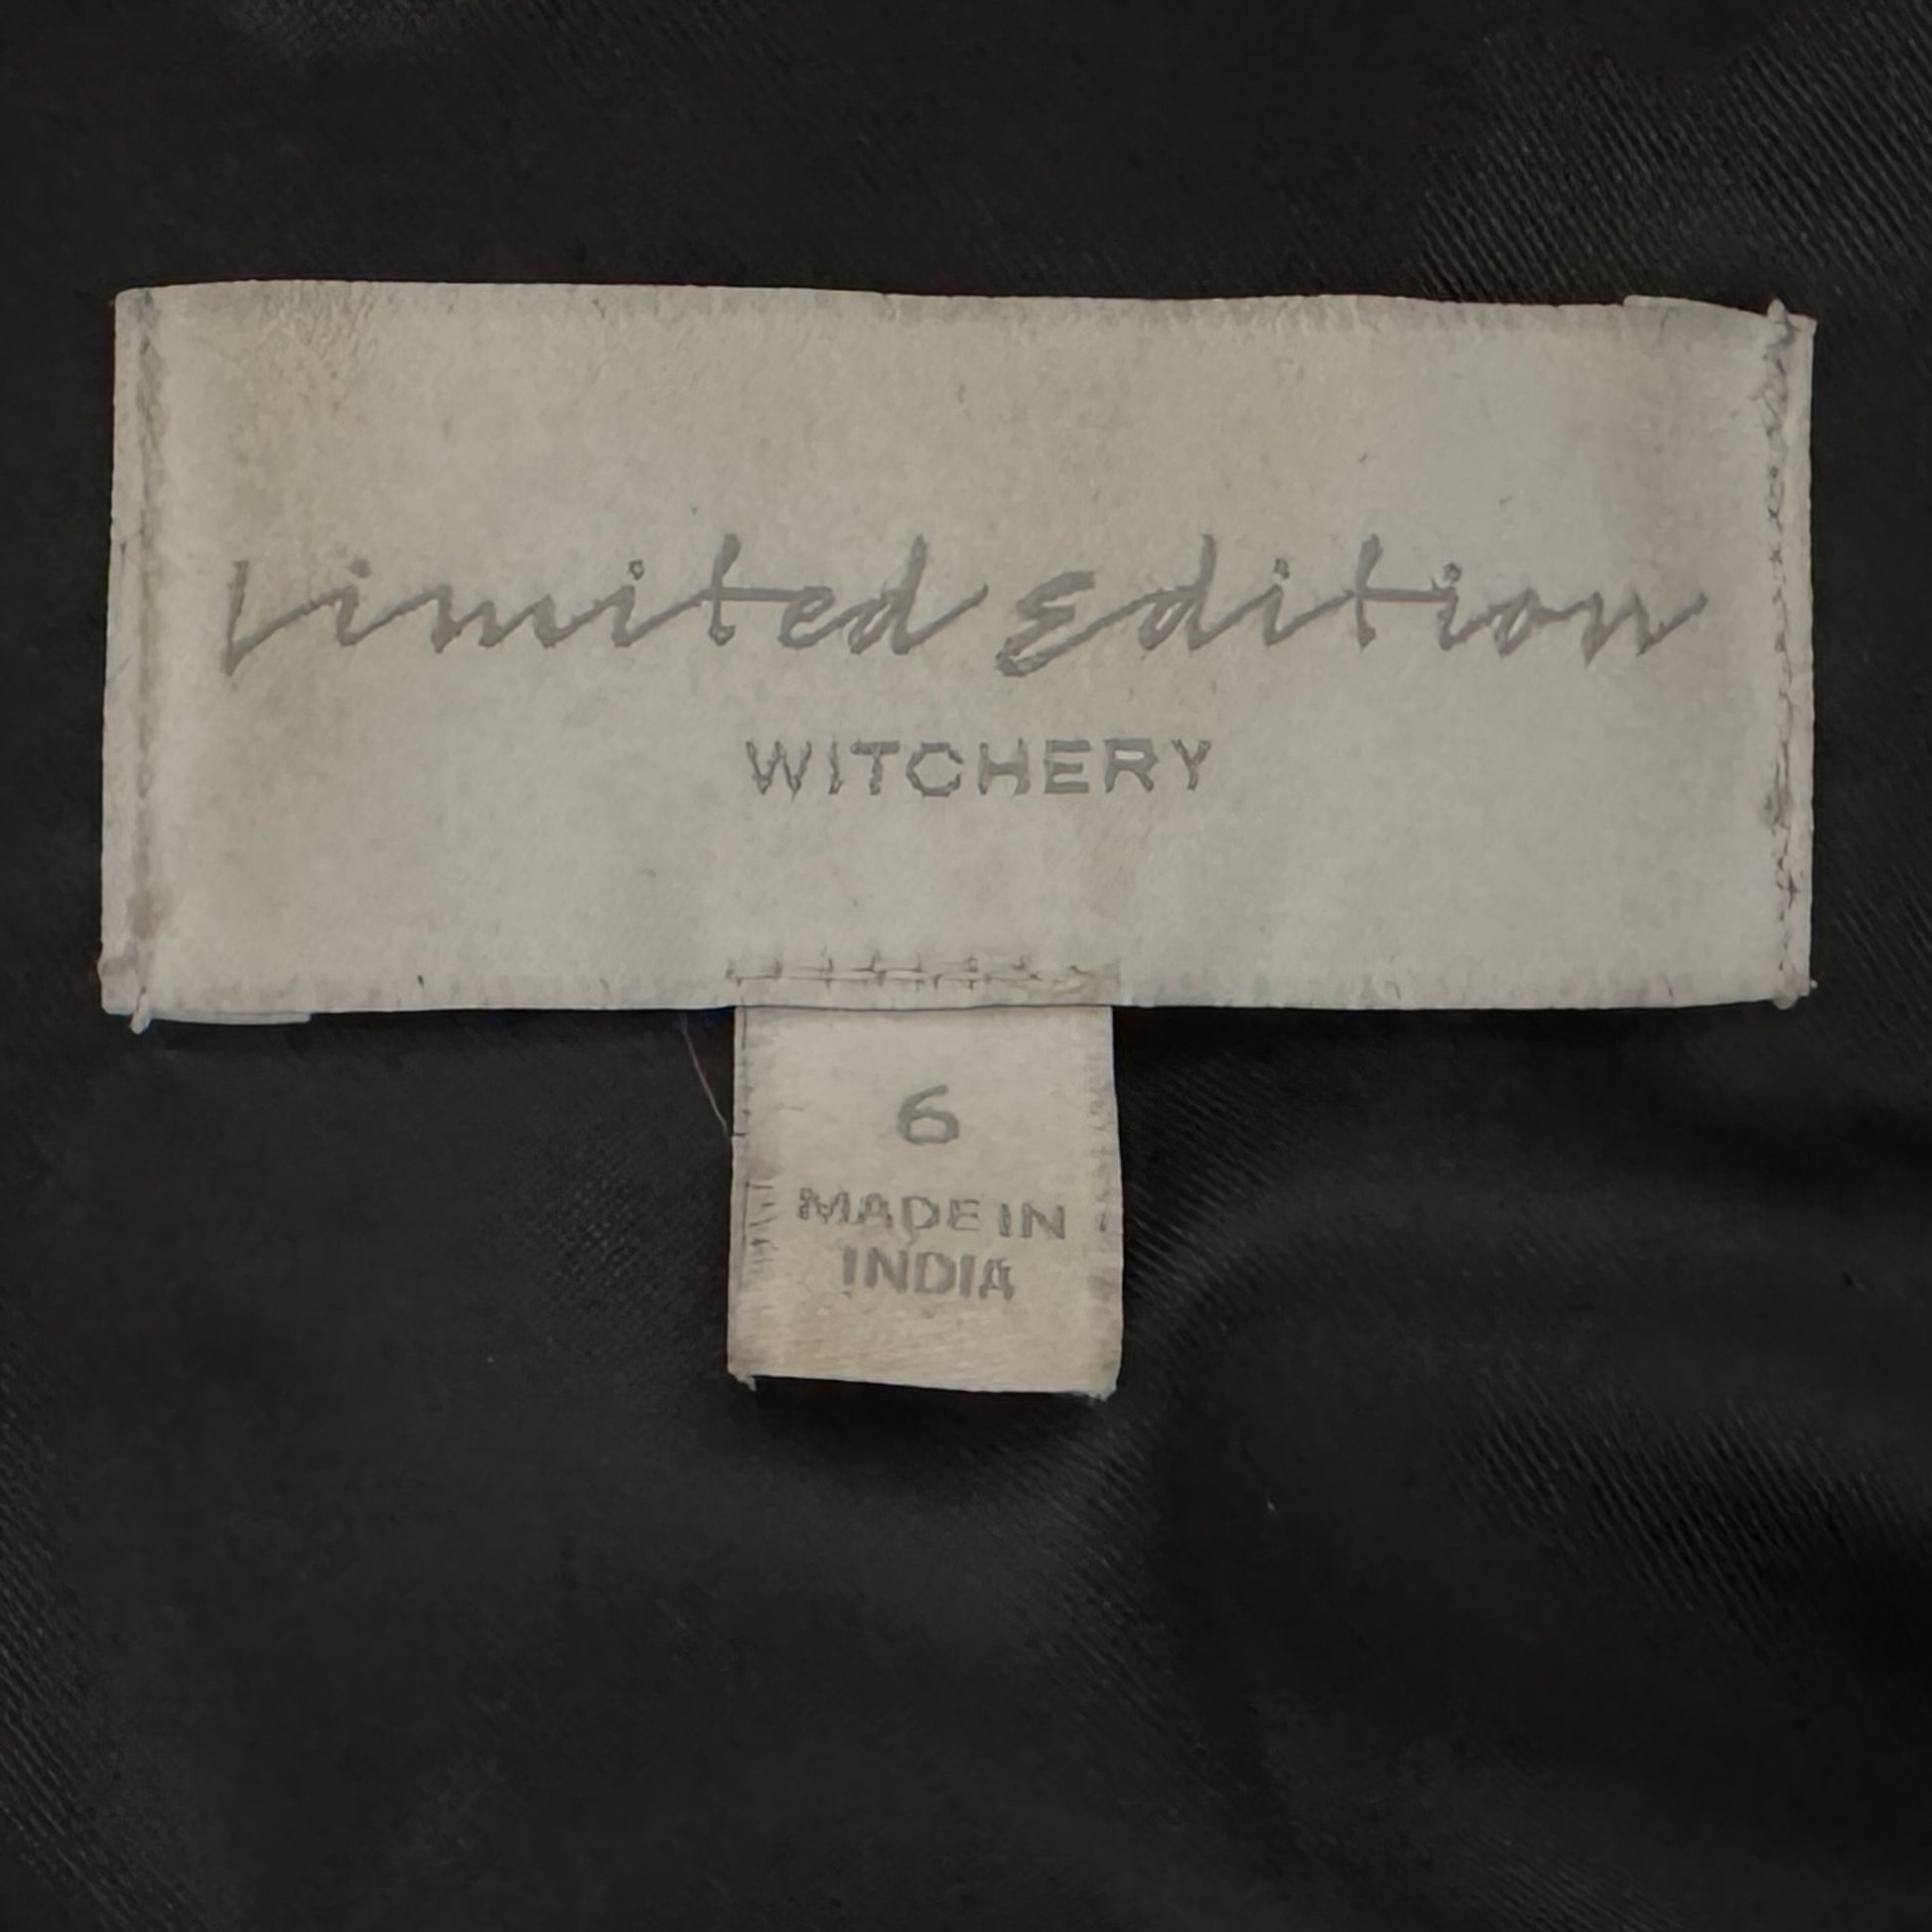 Limited Edition
WITCHERY
6
MADE IN
INDIA